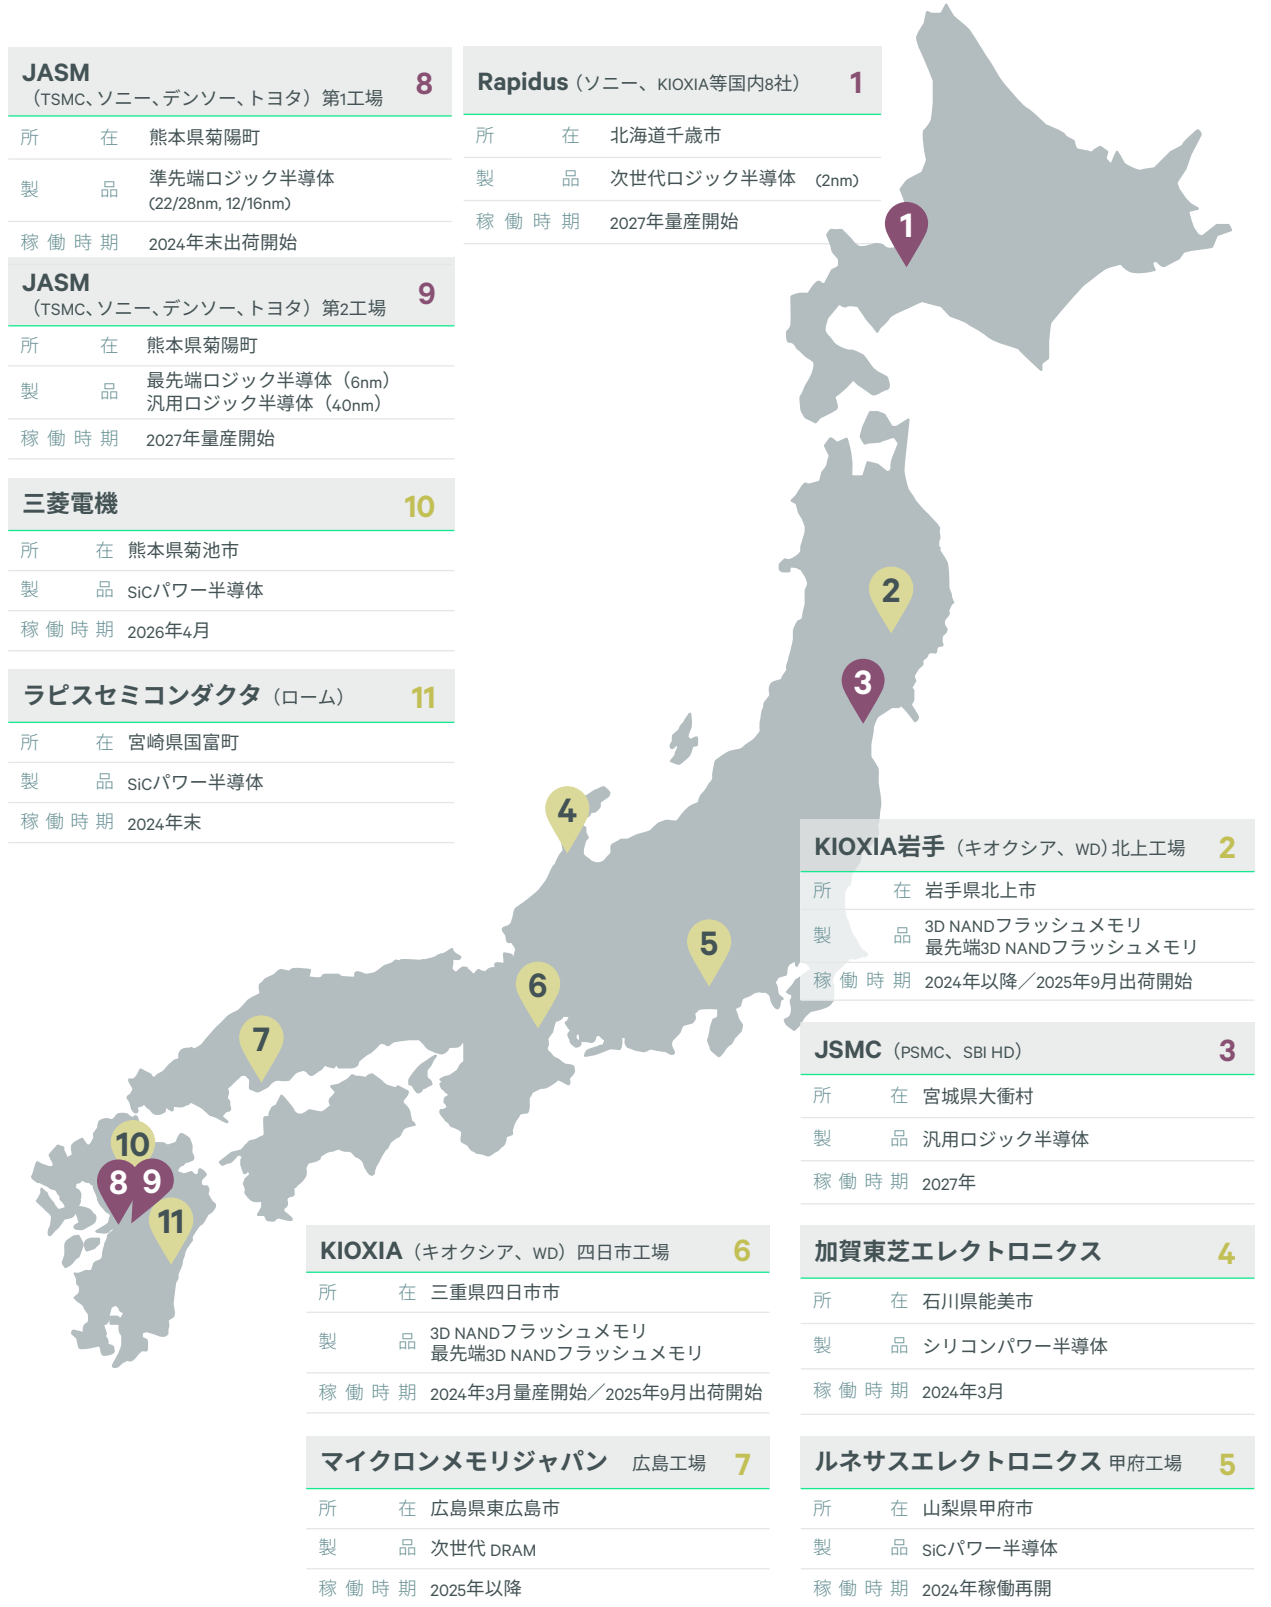 JASM
（TSMC、ソニー、デンソー、トヨタ）第1工場 8
所在 熊本県菊陽町
製品 準先端ロジック半導体
(22/28nm, 12/16nm)
稼働時期 2024年末出荷開始
JASM
（TSMC、ソニー、デンソー、トヨタ）第2工場 9
所在 熊本県菊陽町
製品 最先端ロジック半導体（6nm）
汎用ロジック半導体（40nm）
稼働時期 2027年量産開始
三菱電機 10
所在 熊本県菊池市
製品 SiCパワー半導体
稼働時期 2026年4月
ラピスセミコンダクタ（ローム） 11
所在 宮崎県国富町
製品 SiCパワー半導体
稼働時期 2024年末
Rapidus（ソニー、KIOXIA等国内8社） 1
所在 北海道千歳市
製品 次世代ロジック半導体 (2nm)
稼働時期 2027年量産開始
1
2
3
4
5
6
7
10
8 9
11
KIOXIA岩手（キオクシア、WD）北上工場 2
所在 岩手県北上市
製品 3D NANDフラッシュメモリ
最先端3D NANDフラッシュメモリ
稼働時期 2024年以降／2025年9月出荷開始
JSMC（PSMC、SBI HD） 3
所在 宮城県大衝村
製品 汎用ロジック半導体
稼働時期 2027年
加賀東芝エレクトロニクス 4
所在 石川県能美市
製品 シリコンパワー半導体
稼働時期 2024年3月
ルネサスエレクトロニクス 甲府工場 5
所在 山梨県甲府市
製品 SiCパワー半導体
稼働時期 2024年稼働再開
KIOXIA（キオクシア、WD）四日市工場 6
所在 三重県四日市市
製品 3D NANDフラッシュメモリ
最先端3D NANDフラッシュメモリ
稼働時期 2024年3月量産開始／2025年9月出荷開始
マイクロンメモリジャパン 広島工場 7
所在 広島県東広島市
製品 次世代 DRAM
稼働時期 2025年以降